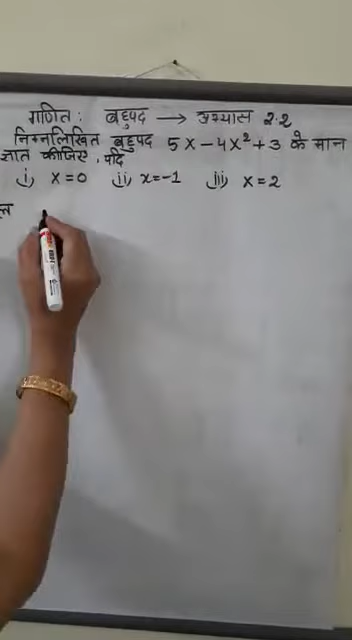 गणित: बहुपद → अभ्यास 2.2
निम्नलिखित बहुपद 5x - 4x² + 3 के मान
ज्ञात कीजिए, यदि
i) x = 0 ii) x = -1 iii) x = 2